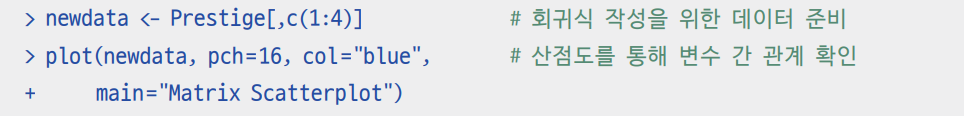 > newdata <- Prestige[,c(1:4)] # 회귀식 작성을 위한 데이터 준비
> plot(newdata, pch=16, col="blue", # 산점도를 통해 변수 간 관계 확인
+ main="Matrix Scatterplot")